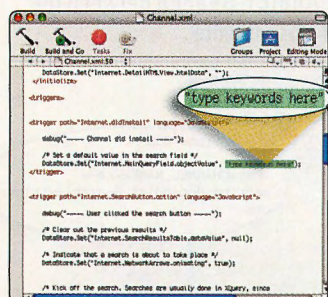 Channel.xml
Build Build and Go Tasks Fix Groups Project Editing Mode
Channel.xml:50
DataStore.Set("Internet.DetailHTMLView.htmlData", "");
</initialize>
<triggers>
"type keywords here"
<trigger path="Internet.didInstall" language="JavaScript">
debug("----- Channel did install -----");
/* Set a default value in the search field */
DataStore.Set("Internet.MainQueryField.objectValue", "type keywords here");
</trigger>
<trigger path="Internet.SearchButton.action" language="JavaScript">
debug("----- User clicked the search button -----");
/* Clear out the previous results */
DataStore.Set("Internet.SearchResultsTable.dataValue", null);
/* Indicate that a search is about to take place */
DataStore.Set("Internet.NetworkArrows.animating", true);
/* Kick off the search. Searches are usually done in XQuery, since